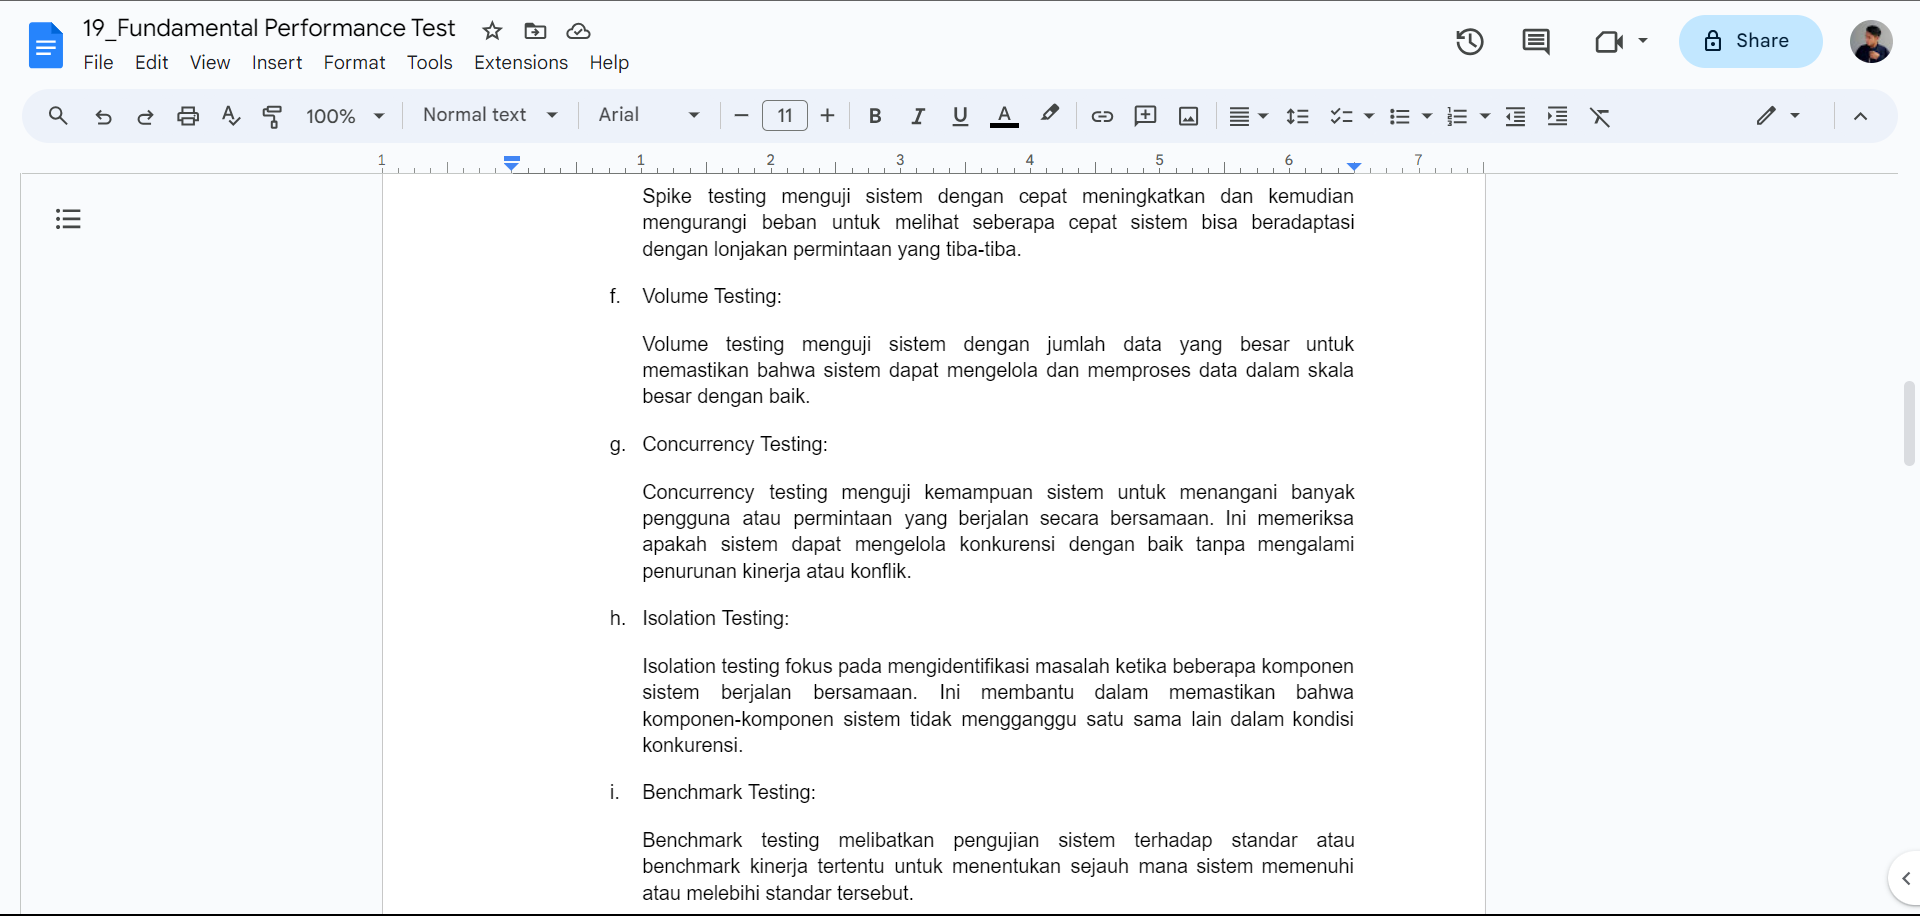 19_Fundamental Performance Test
File Edit View Insert Format Tools Extensions Help
Share
100% Normal text Arial 11 B I U A
1 1 2 3 4 5 6 7
Spike testing menguji sistem dengan cepat meningkatkan dan kemudian
mengurangi beban untuk melihat seberapa cepat sistem bisa beradaptasi
dengan lonjakan permintaan yang tiba-tiba.
f. Volume Testing:
Volume testing menguji sistem dengan jumlah data yang besar untuk
memastikan bahwa sistem dapat mengelola dan memproses data dalam skala
besar dengan baik.
g. Concurrency Testing:
Concurrency testing menguji kemampuan sistem untuk menangani banyak
pengguna atau permintaan yang berjalan secara bersamaan. Ini memeriksa
apakah sistem dapat mengelola konkurensi dengan baik tanpa mengalami
penurunan kinerja atau konflik.
h. Isolation Testing:
Isolation testing fokus pada mengidentifikasi masalah ketika beberapa komponen
sistem berjalan bersamaan. Ini membantu dalam memastikan bahwa
komponen-komponen sistem tidak mengganggu satu sama lain dalam kondisi
konkurensi.
i. Benchmark Testing:
Benchmark testing melibatkan pengujian sistem terhadap standar atau
benchmark kinerja tertentu untuk menentukan sejauh mana sistem memenuhi
atau melebihi standar tersebut.